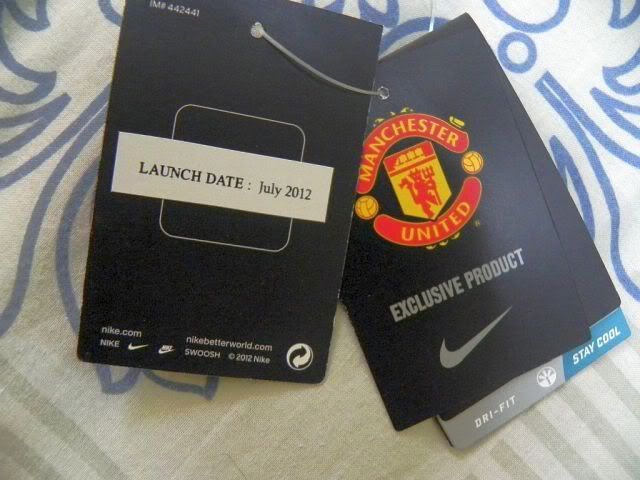 IM# 442441
LAUNCH DATE : July 2012
nike.com
nikebetterworld.com
NIKE
SWOOSH © 2012 Nike
MANCHESTER
UNITED
EXCLUSIVE PRODUCT
DRI-FIT
STAY COOL